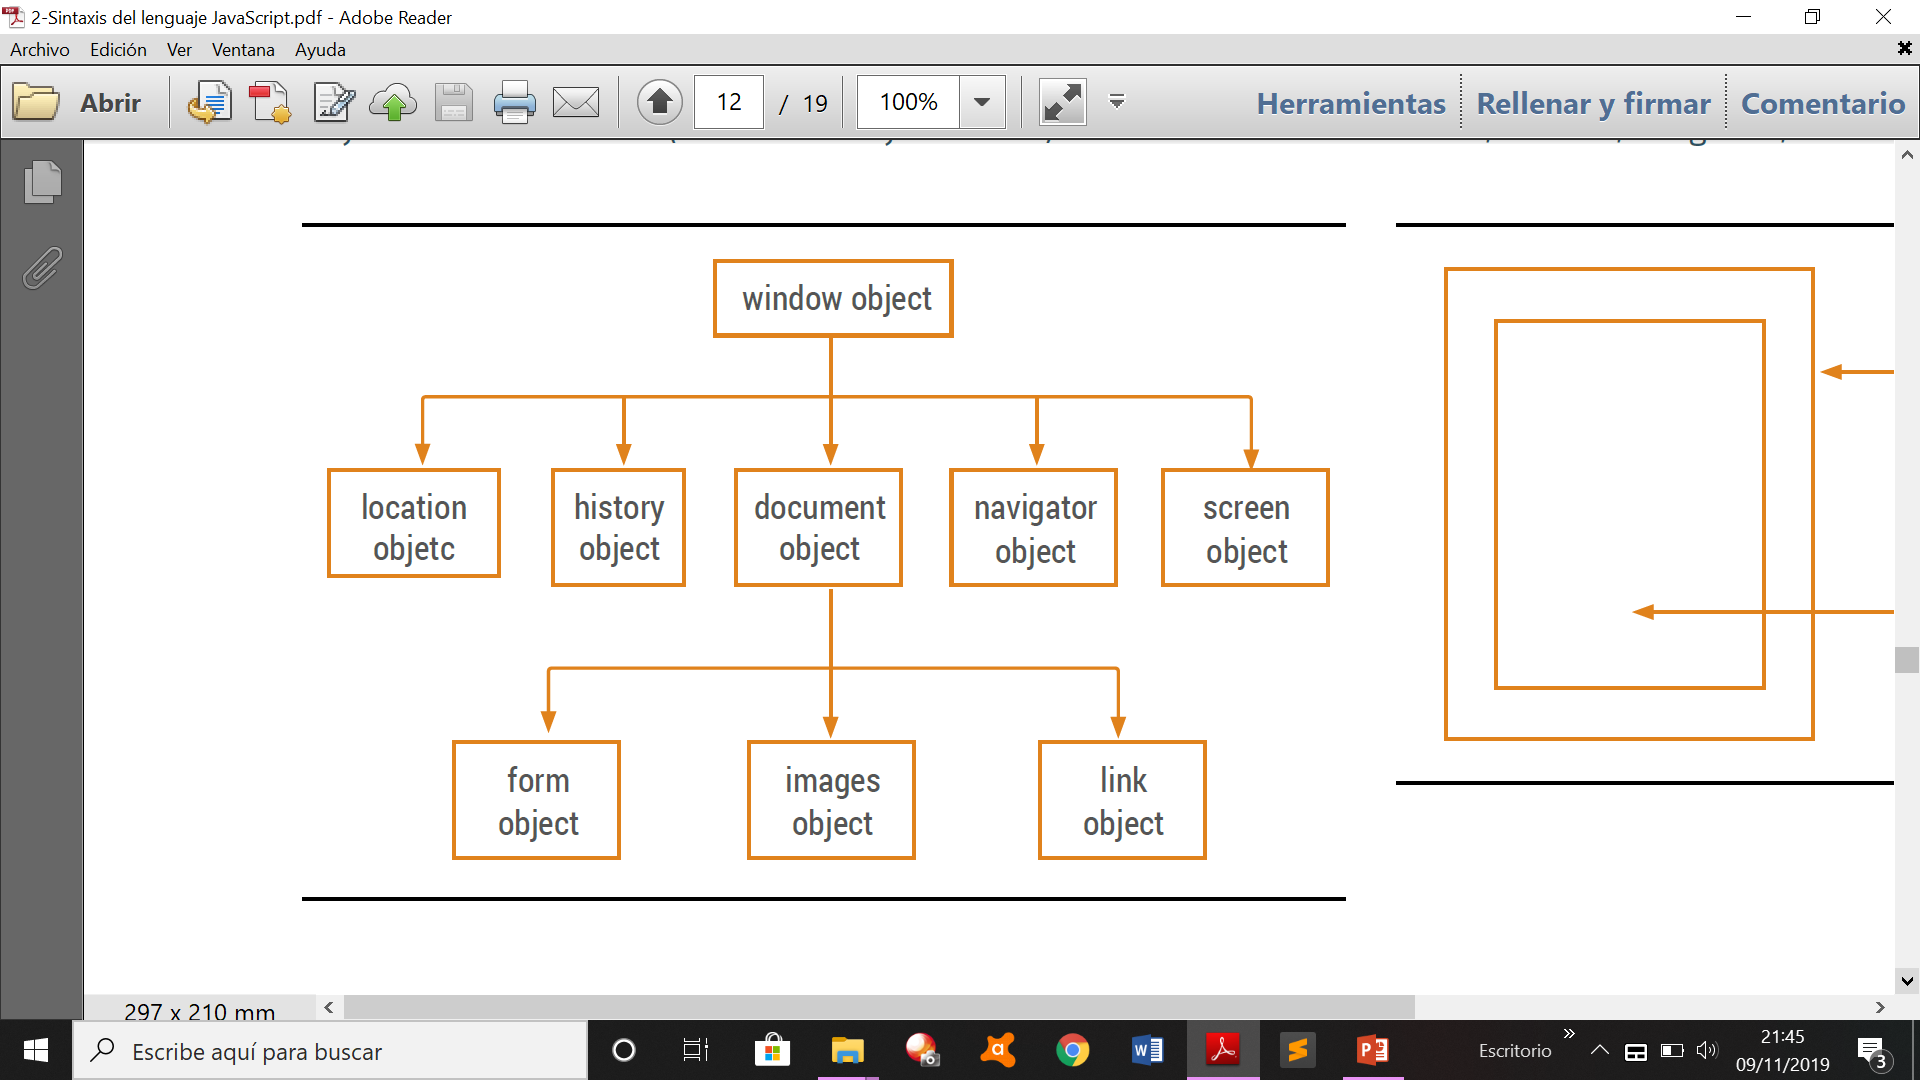 2-Sintaxis del lenguaje JavaScript.pdf - Adobe Reader
Archivo Edición Ver Ventana Ayuda
Abrir 12 / 19 100% Herramientas Rellenar y firmar Comentario
window object
location objetc
history object
document object
navigator object
screen object
form object
images object
link object
297 x 210 mm
Escribe aquí para buscar
Escritorio
21:45
09/11/2019
3